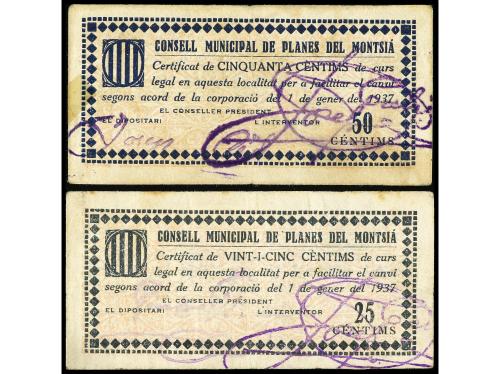 CONSELL MUNICIPAL DE PLANES DEL MONTSIÁ
Certificat de CINQUANTA CÈNTIMS de curs
legal en aquesta localitat per a facilitar el canvi
segons acord de la corporació del 1 de gener del 1937.
EL CONSELLER PRESIDENT
EL DIPOSITARI L'INTERVENTOR
50
CÈNTIMS
CONSELL MUNICIPAL DE PLANES DEL MONTSIÁ
Certificat de VINT-I-CINC CÈNTIMS de curs
legal en aquesta localitat per a facilitar el canvi
segons acord de la corporació del 1 de gener del 1937.
EL CONSELLER PRESIDENT
EL DIPOSITARI L'INTERVENTOR
25
CÈNTIMS